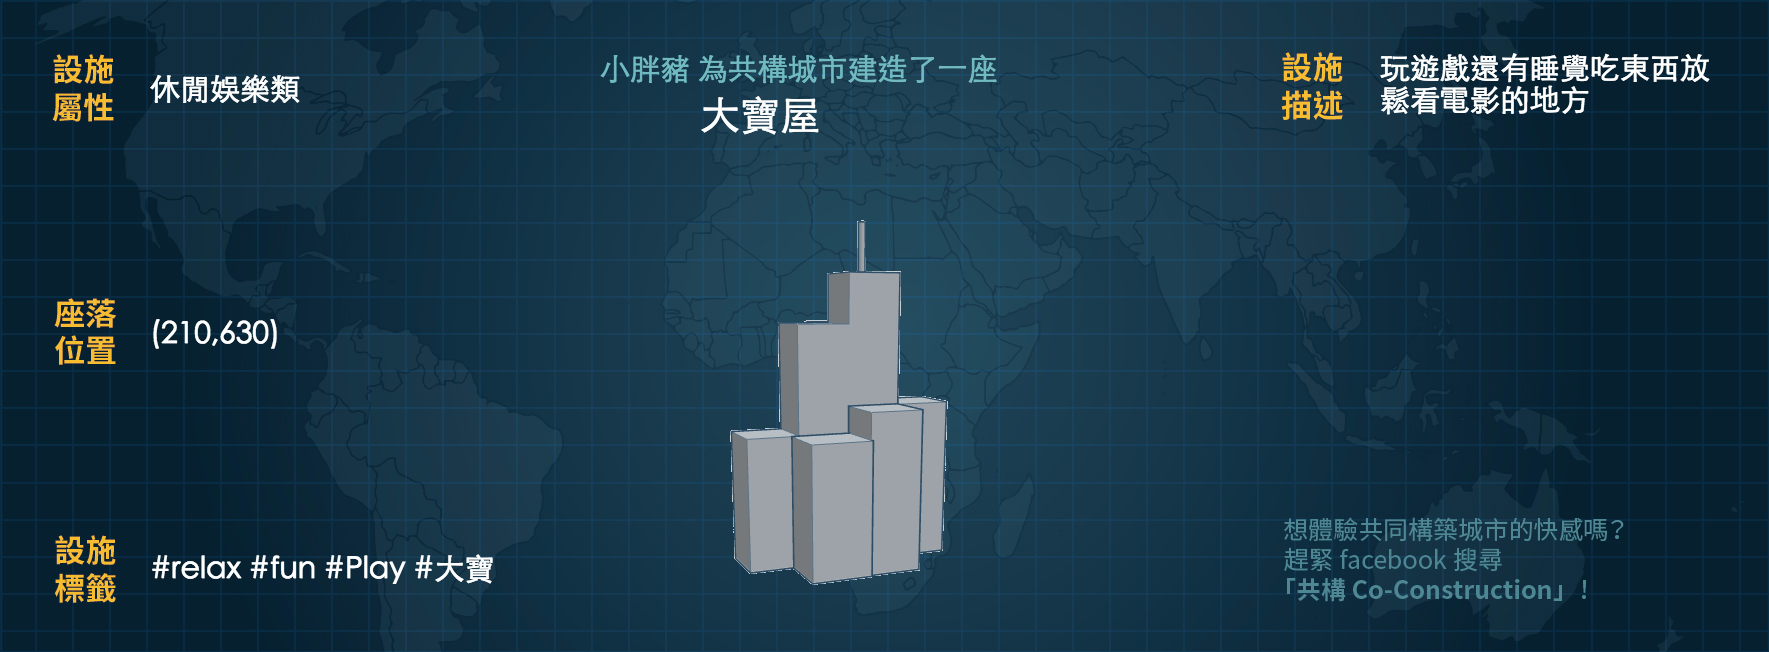 設施
屬性
休閒娛樂類
小胖豬 為共構城市建造了一座
大寶屋
設施
描述
玩遊戲還有睡覺吃東西放
鬆看電影的地方
座落
位置
(210,630)
設施
標籤
#relax #fun #Play #大寶
想體驗共同構築城市的快感嗎?
趕緊 facebook 搜尋
「共構 Co-Construction」!